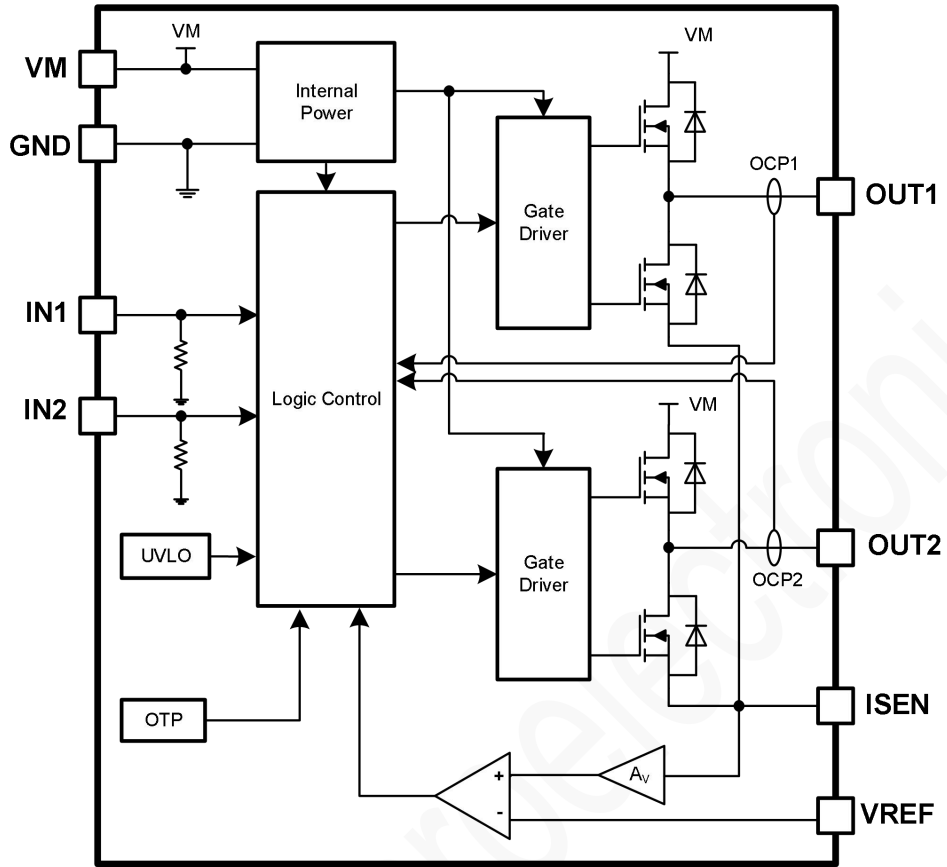 VM
VM
VM
Internal
Power
GND
OCP1
OUT1
Gate
Driver
IN1
IN2
Logic Control
VM
UVLO
Gate
Driver
OUT2
OCP2
OTP
ISEN
AV
+
-
VREF
roelectroni